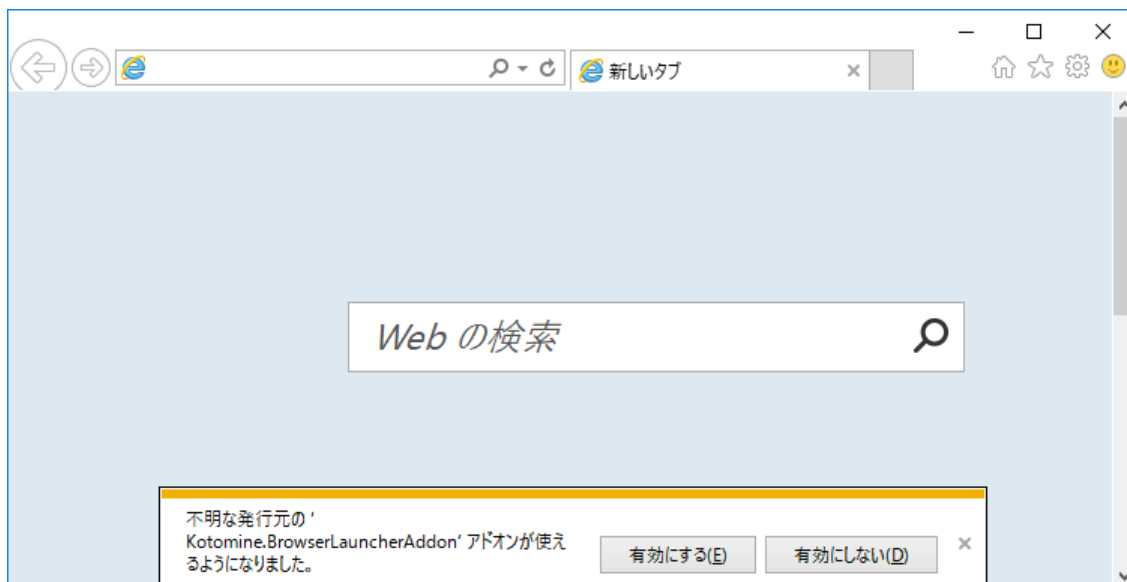 新しいタブ
Web の検索
不明な発行元の '
Kotomine.BrowserLauncherAddon' アドオンが使え
るようになりました。
有効にする(E)
有効にしない(D)